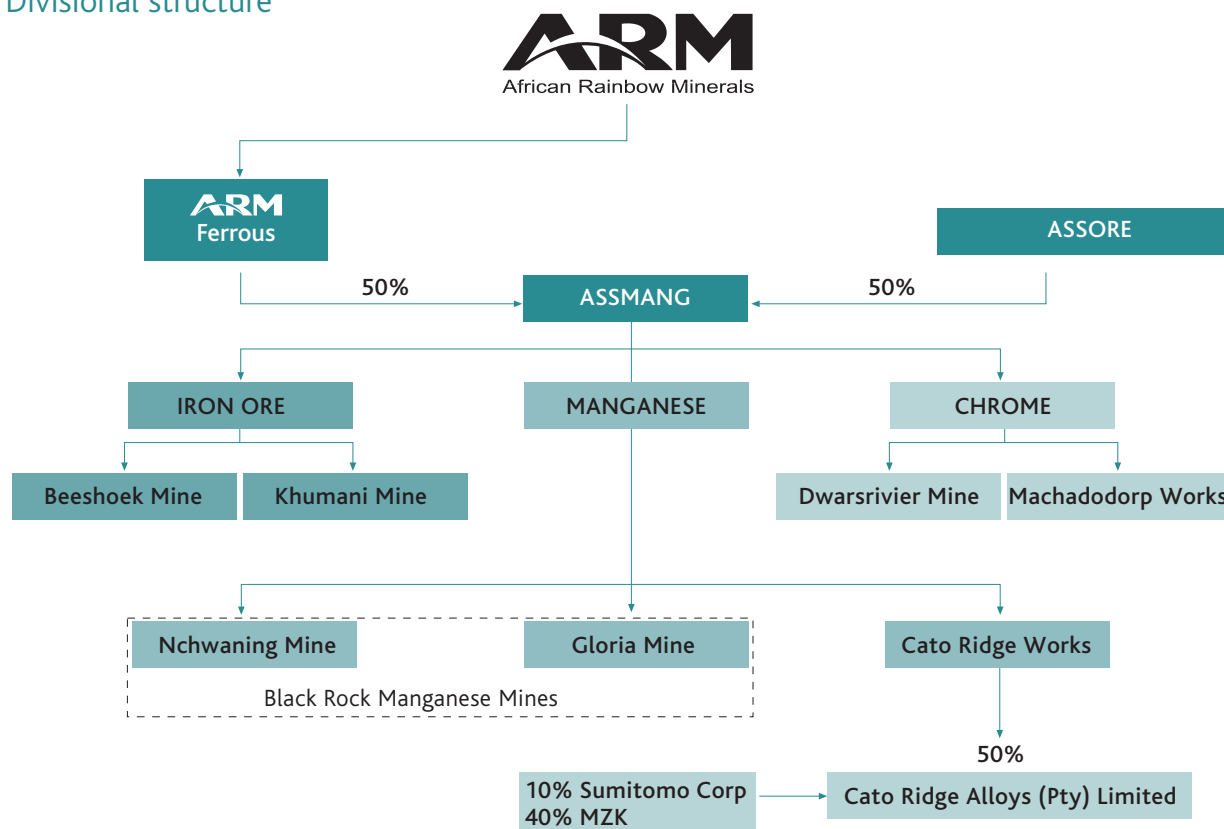 Divisional structure
ARM
African Rainbow Minerals
ARM
Ferrous
ASSORE
50%
ASSMANG
50%
IRON ORE
MANGANESE
CHROME
Beeshoek Mine
Khumani Mine
Dwarsrivier Mine
Machadodorp Works
Nchwaning Mine
Gloria Mine
Cato Ridge Works
Black Rock Manganese Mines
50%
10% Sumitomo Corp
40% MZK
Cato Ridge Alloys (Pty) Limited